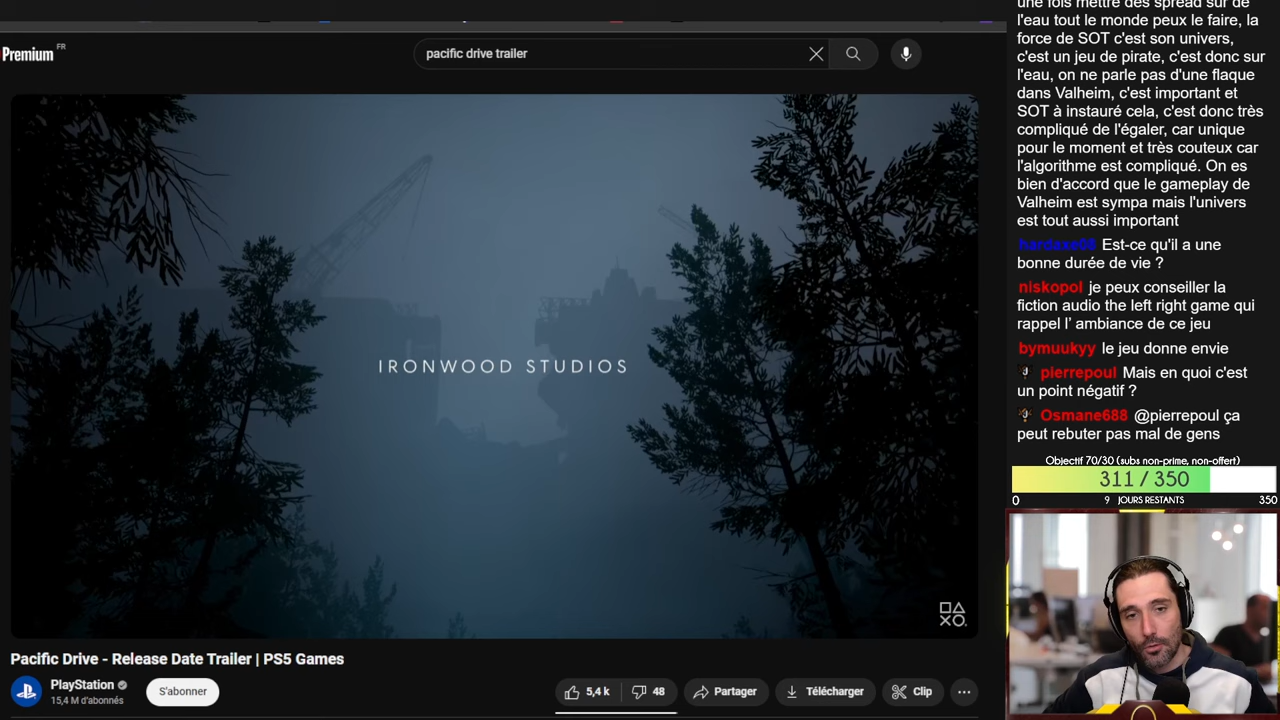 Premium FR
pacific drive trailer
IRONWOOD STUDIOS
Pacific Drive - Release Date Trailer | PS5 Games
PlayStation
15,4 M d'abonnés
S'abonner
5,4 k
48
Partager
Télécharger
Clip
une fois mettre des spread sur de
l'eau tout le monde peux le faire, la
force de SOT c'est son univers,
c'est un jeu de pirate, c'est donc sur
l'eau, on ne parle pas d'une flaque
dans Valheim, c'est important et
SOT à instauré cela, c'est donc très
compliqué de l'égaler, car unique
pour le moment et très couteux car
l'algorithme est compliqué. On es
bien d'accord que le gameplay de
Valheim est sympa mais l'univers
est tout aussi important
hardaxe68 Est-ce qu'il a une
bonne durée de vie ?
niskopol je peux conseiller la
fiction audio the left right game qui
rappel l' ambiance de ce jeu
bymuukyy le jeu donne envie
pierrepoul Mais en quoi c'est
un point négatif ?
Osmane688 @pierrepoul ça
peut rebuter pas mal de gens
Objectif 70/30 (subs non-prime, non-offert)
311 / 350
0 9 JOURS RESTANTS 350